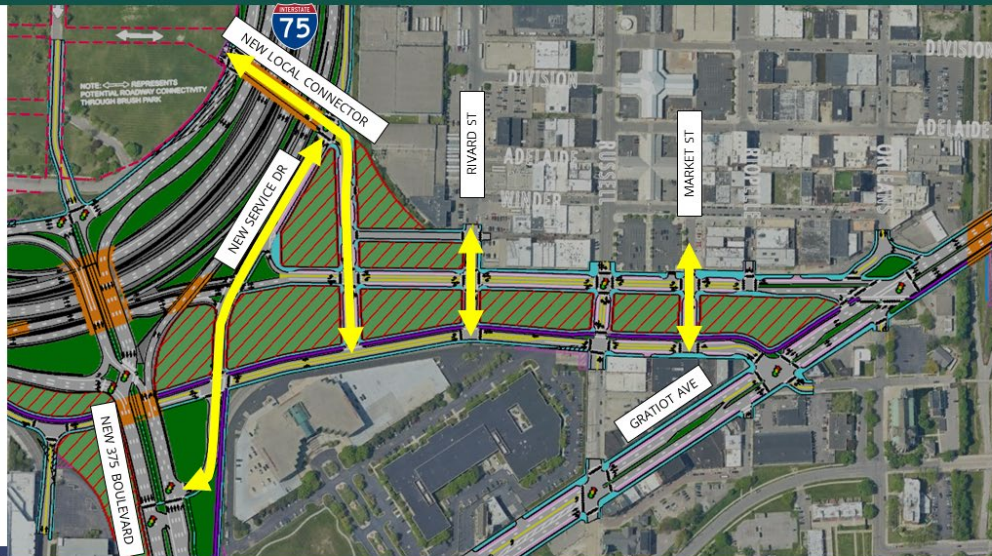 INTERSTATE
75
NEW LOCAL CONNECTOR
NOTE: <==> REPRESENTS
POTENTIAL ROADWAY CONNECTIVITY
THROUGH BRUSH PARK
DIVISION
DIVISION
ADELAIDE
ADELAIDE
RIVARD ST
RUSSELL
MARKET ST
RIOPELLE
ORLEANS
WINDER
NEW SERVICE DR
GRATIOT AVE
NEW 375 BOULEVARD